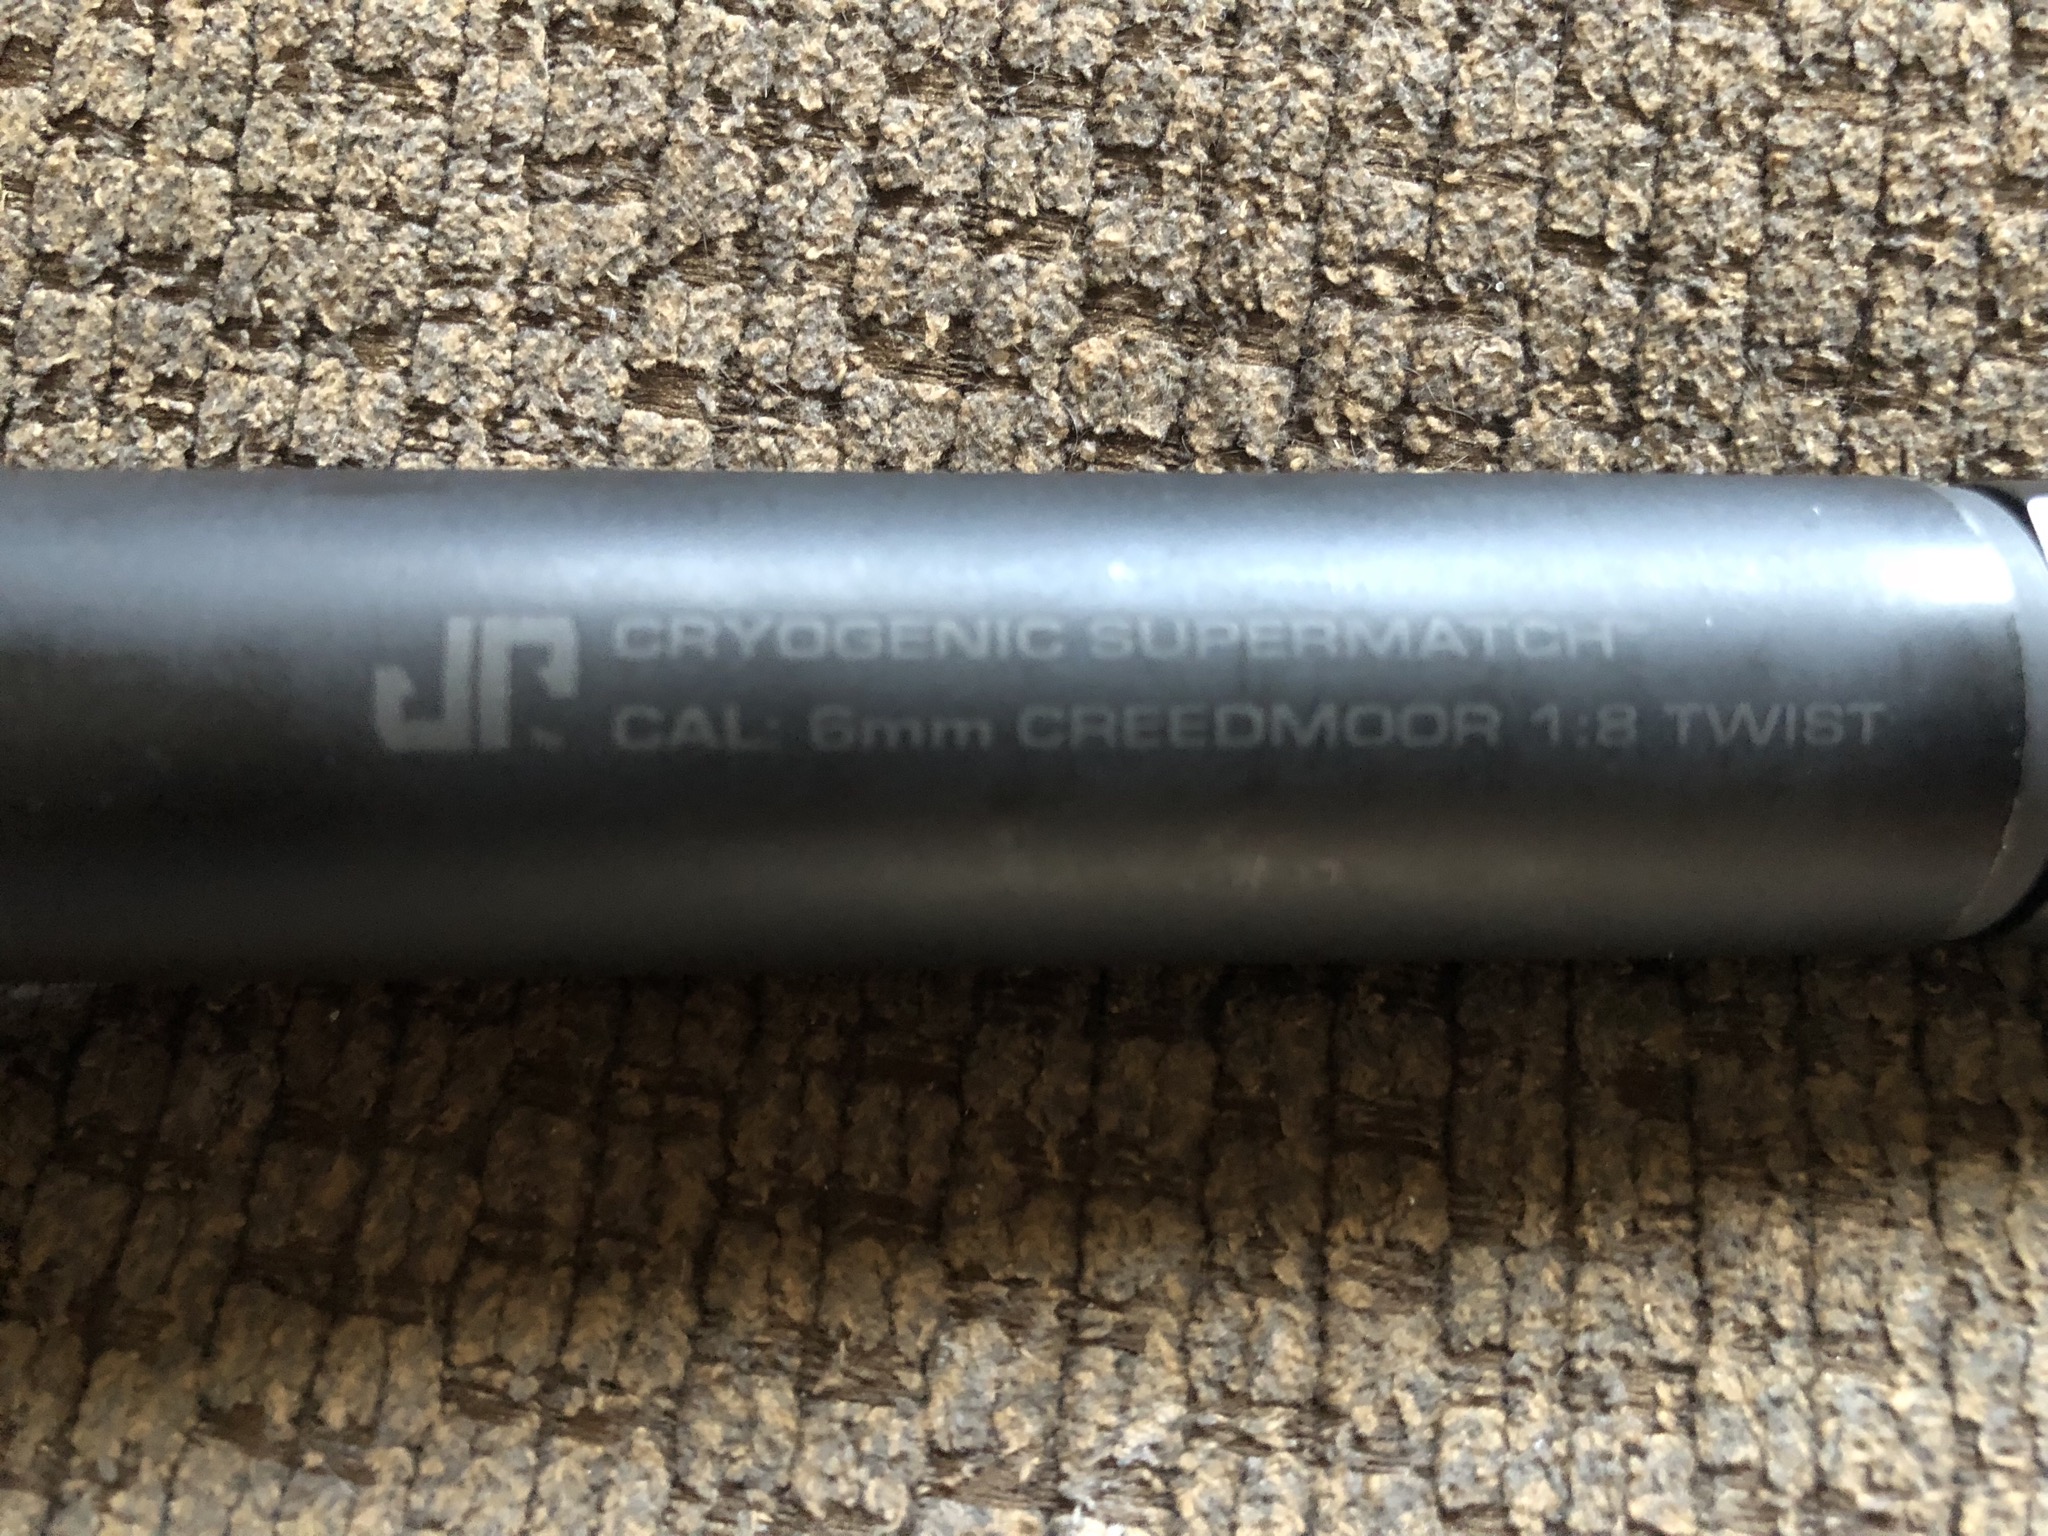 JP CRYOGENIC SUPERMATCH™
CAL: 6mm CREEDMOOR 1:8 TWIST